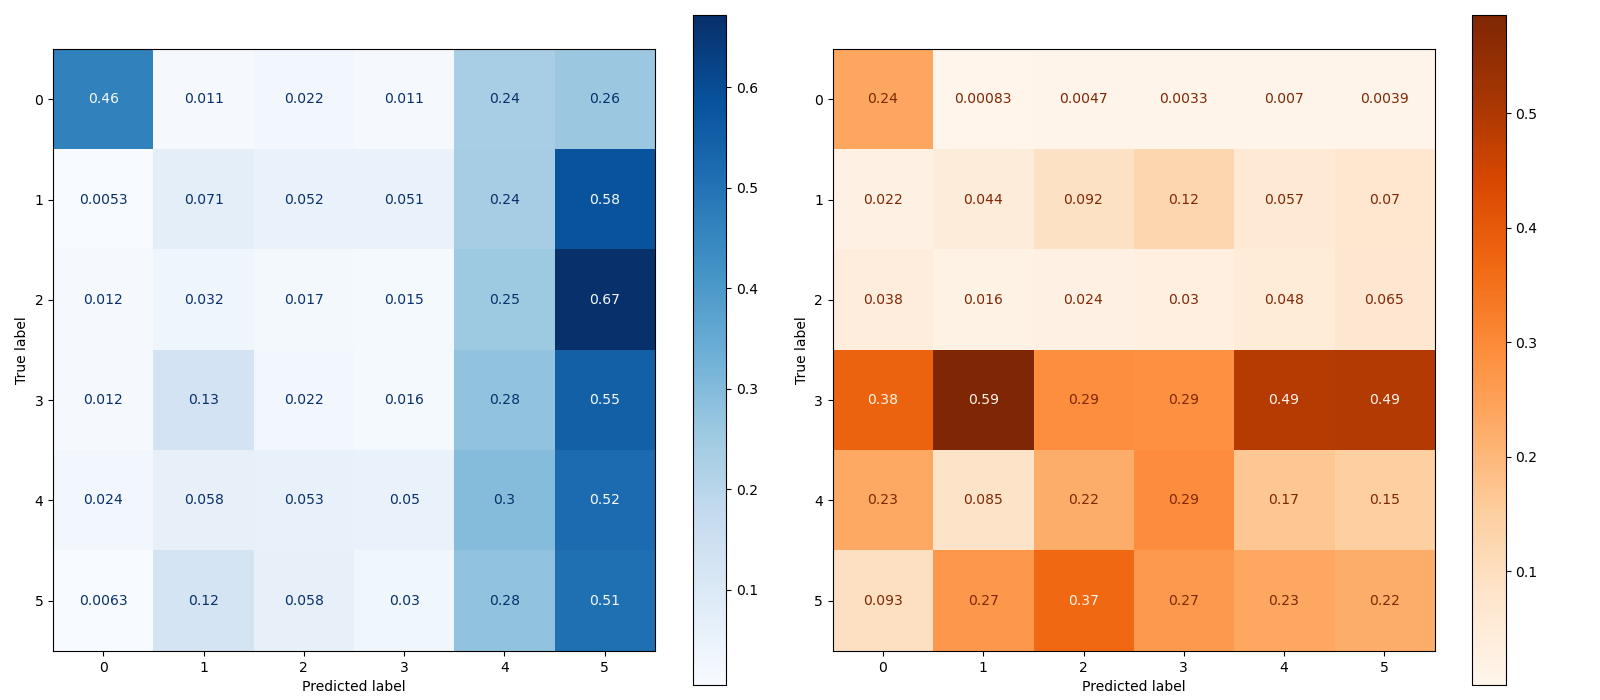 0 0.46 0.011 0.022 0.011 0.24 0.26
1 0.0053 0.071 0.052 0.051 0.24 0.58
2 0.012 0.032 0.017 0.015 0.25 0.67
3 0.012 0.13 0.022 0.016 0.28 0.55
4 0.024 0.058 0.053 0.05 0.3 0.52
5 0.0063 0.12 0.058 0.03 0.28 0.51
0 1 2 3 4 5
True label
Predicted label
0.6
0.5
0.4
0.3
0.2
0.1
0 0.24 0.00083 0.0047 0.0033 0.007 0.0039
1 0.022 0.044 0.092 0.12 0.057 0.07
2 0.038 0.016 0.024 0.03 0.048 0.065
3 0.38 0.59 0.29 0.29 0.49 0.49
4 0.23 0.085 0.22 0.29 0.17 0.15
5 0.093 0.27 0.37 0.27 0.23 0.22
0 1 2 3 4 5
True label
Predicted label
0.5
0.4
0.3
0.2
0.1